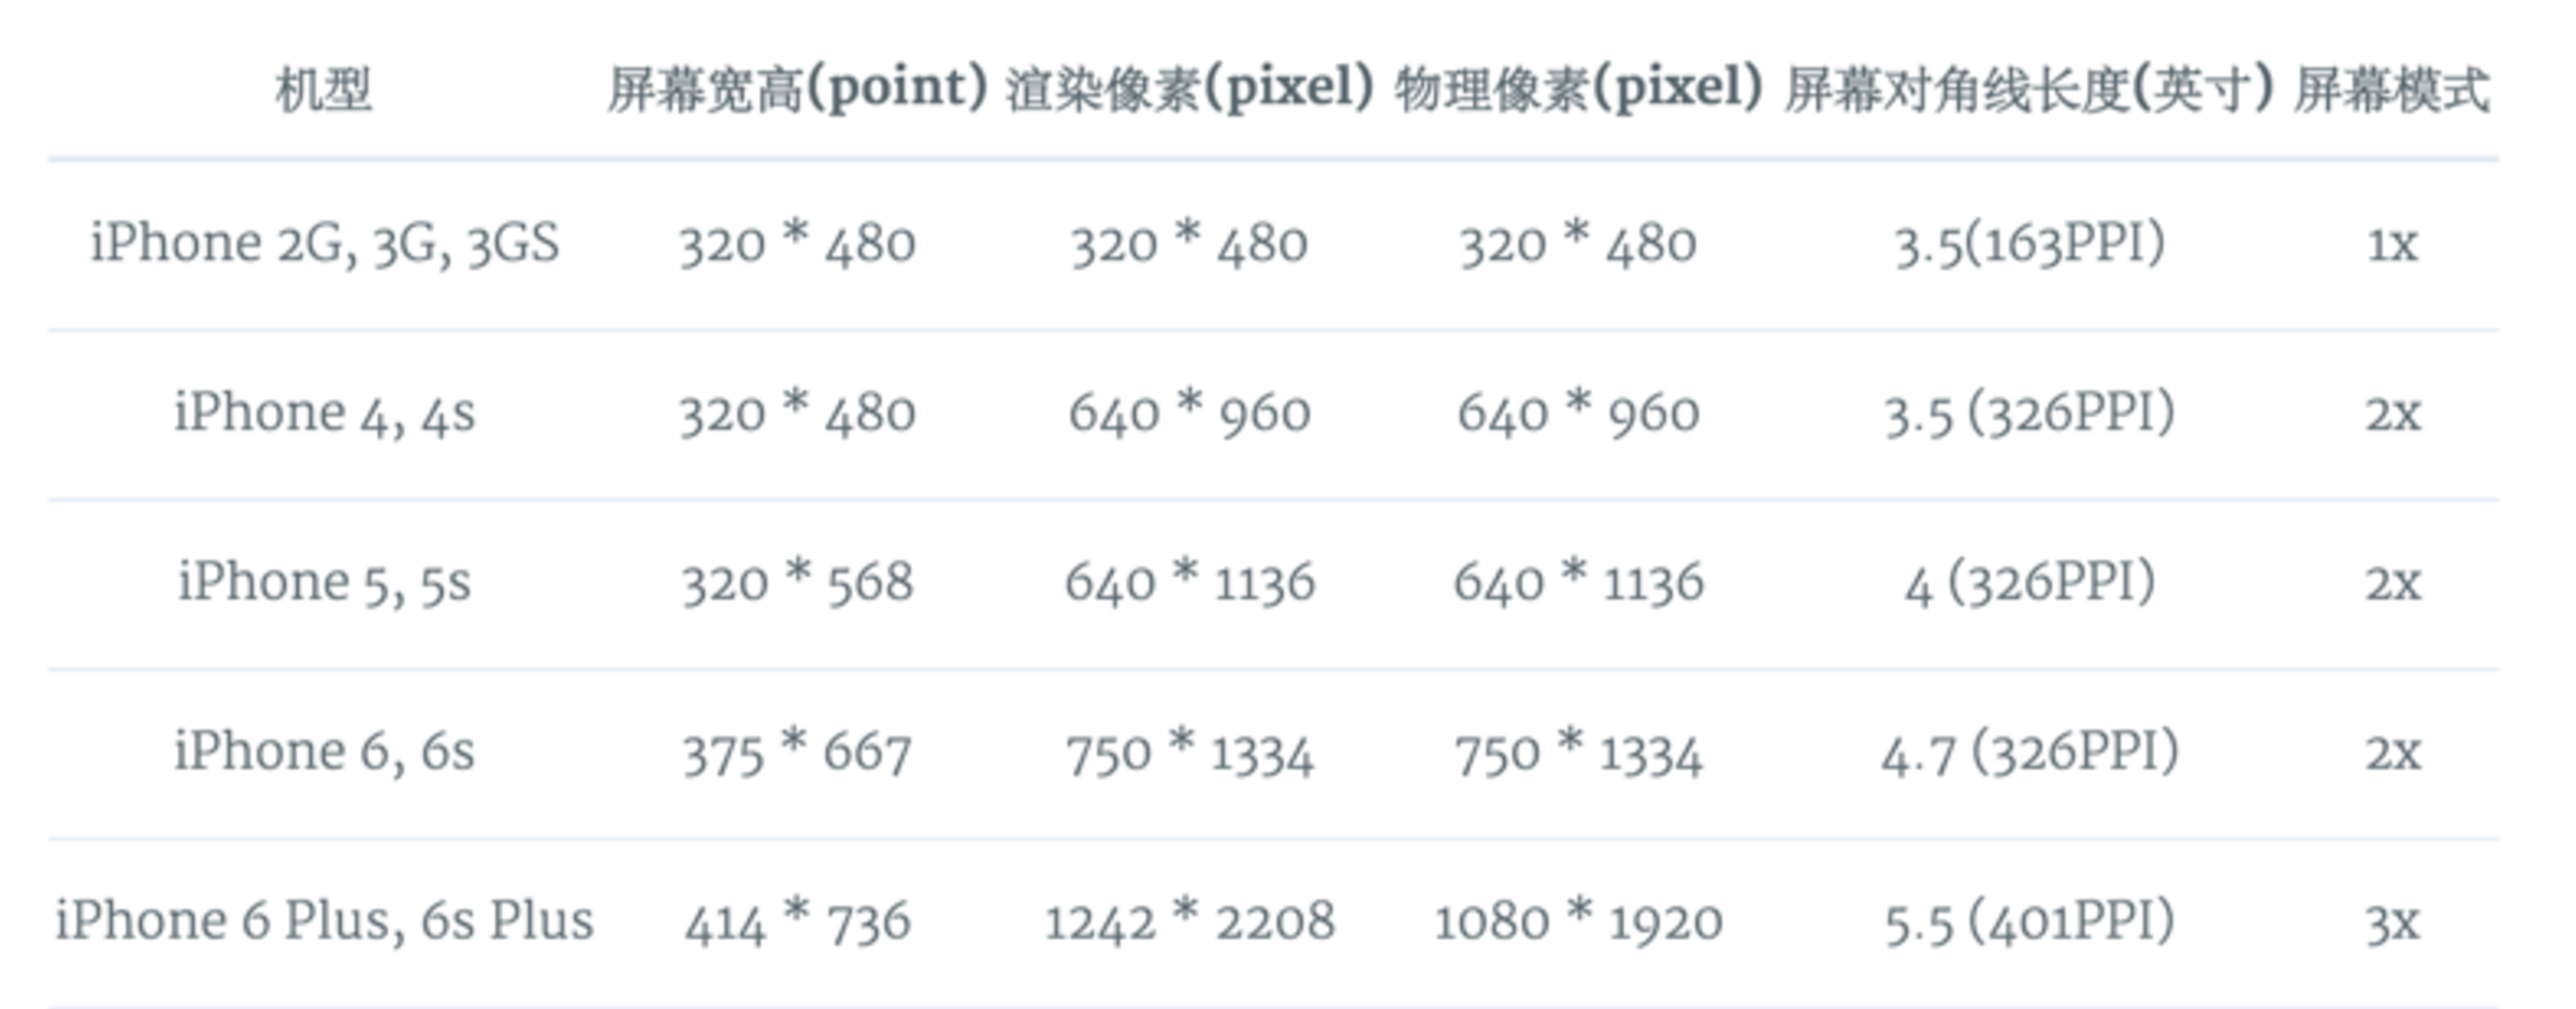 机型 屏幕宽高(point) 渲染像素(pixel) 物理像素(pixel) 屏幕对角线长度(英寸) 屏幕模式
iPhone 2G, 3G, 3GS 320 * 480 320 * 480 320 * 480 3.5(163PPI) 1x
iPhone 4, 4s 320 * 480 640 * 960 640 * 960 3.5 (326PPI) 2x
iPhone 5, 5s 320 * 568 640 * 1136 640 * 1136 4 (326PPI) 2x
iPhone 6, 6s 375 * 667 750 * 1334 750 * 1334 4.7 (326PPI) 2x
iPhone 6 Plus, 6s Plus 414 * 736 1242 * 2208 1080 * 1920 5.5 (401PPI) 3x